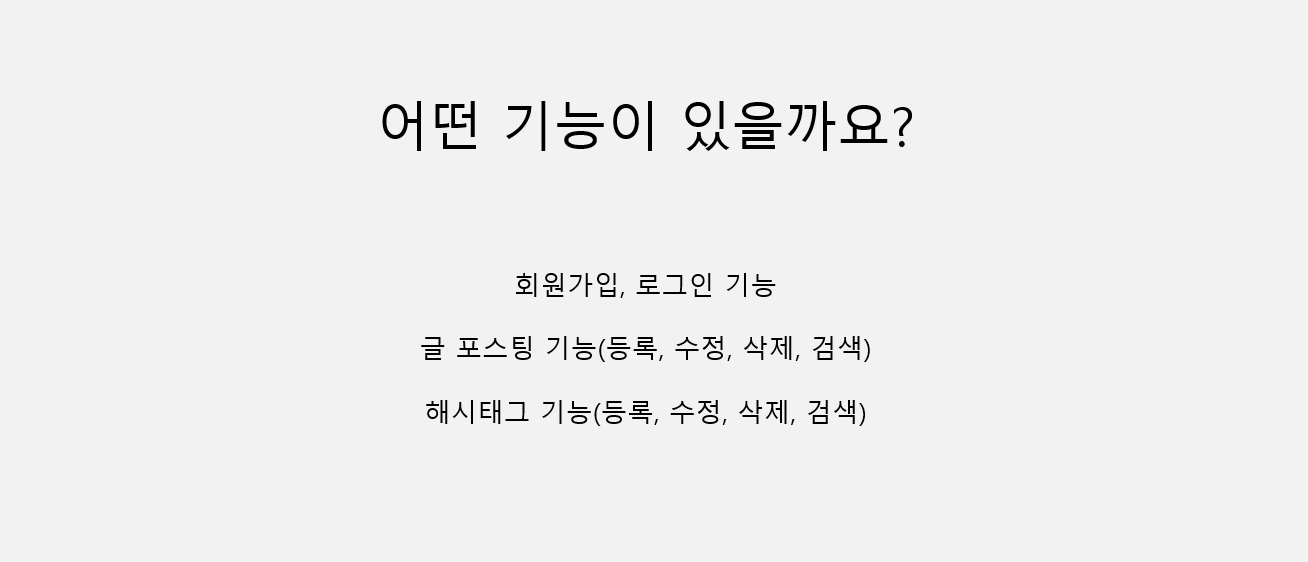 어떤 기능이 있을까요?
회원가입, 로그인 기능
글 포스팅 기능(등록, 수정, 삭제, 검색)
해시태그 기능(등록, 수정, 삭제, 검색)